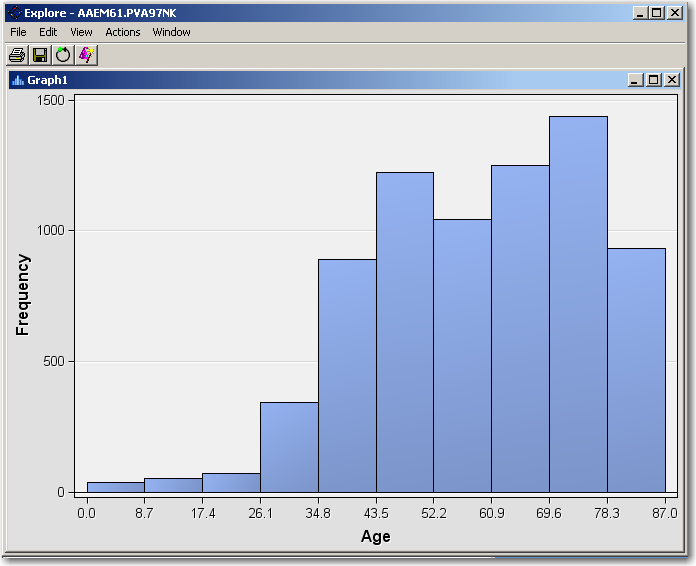 Explore - AAEM61.PVA97NK
File Edit View Actions Window
Graph1
1500
1000
500
0
Frequency
0.0 8.7 17.4 26.1 34.8 43.5 52.2 60.9 69.6 78.3 87.0
Age